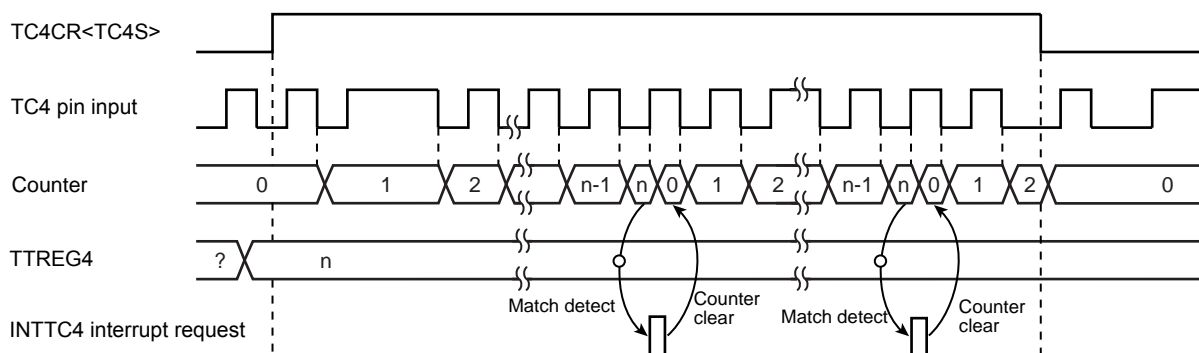 TC4CR<TC4S>
TC4 pin input
Counter
0 1 2 n-1 n 0 1 2 n-1 n 0 1 2 0
TTREG4
? n
Match detect Counter clear Match detect Counter clear
INTTC4 interrupt request